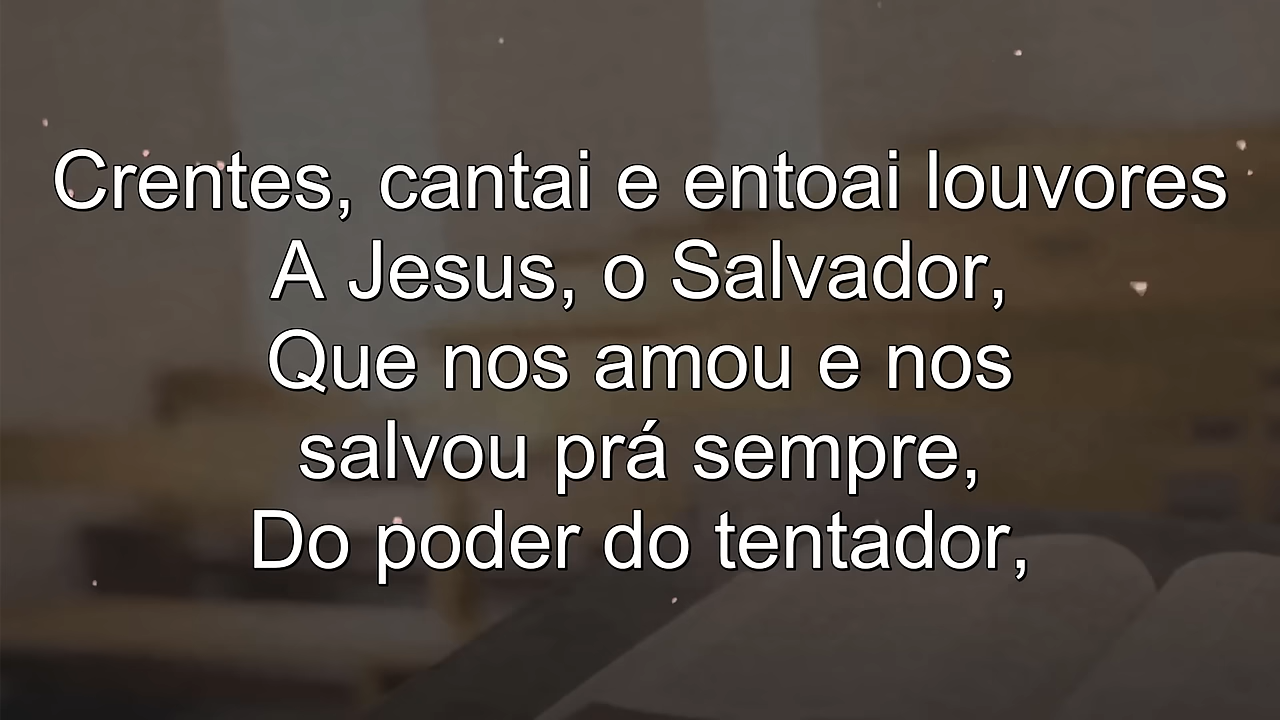 Crentes, cantai e entoai louvores
A Jesus, o Salvador,
Que nos amou e nos
salvou prá sempre,
Do poder do tentador,